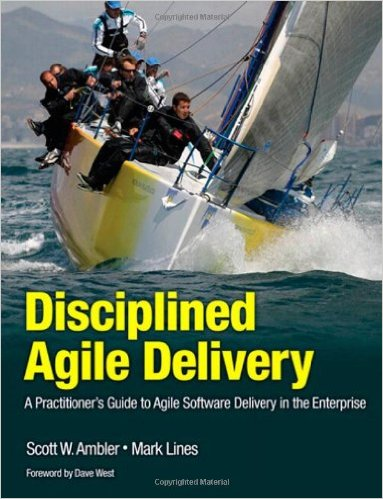 Copyrighted Material
Disciplined
Agile Delivery
A Practitioner's Guide to Agile Software Delivery in the Enterprise
Scott W. Ambler • Mark Lines
Foreword by Dave West
Copyrighted Material